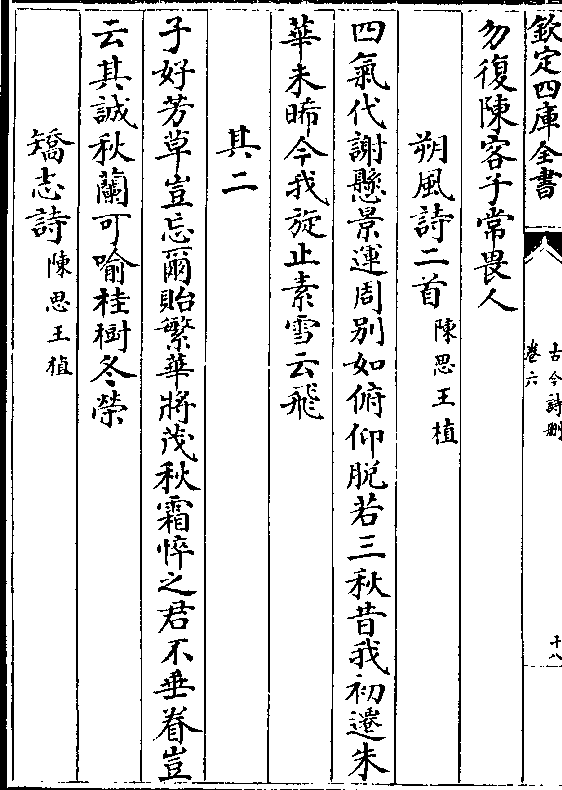 欽定四庫全書
古今詩刪
卷六
十八
勿復陳客子常畏人
朔風詩二首 陳思王植
四氣代謝懸景運周別如俯仰脱若三秋昔我初遷朱
華未晞今我旋止素雪云飛
其二
子好芳草豈忘爾貽繁華將茂秋霜悴之君不垂眷豈
云其誠秋蘭可喻桂樹冬榮
矯志詩 陳思王植